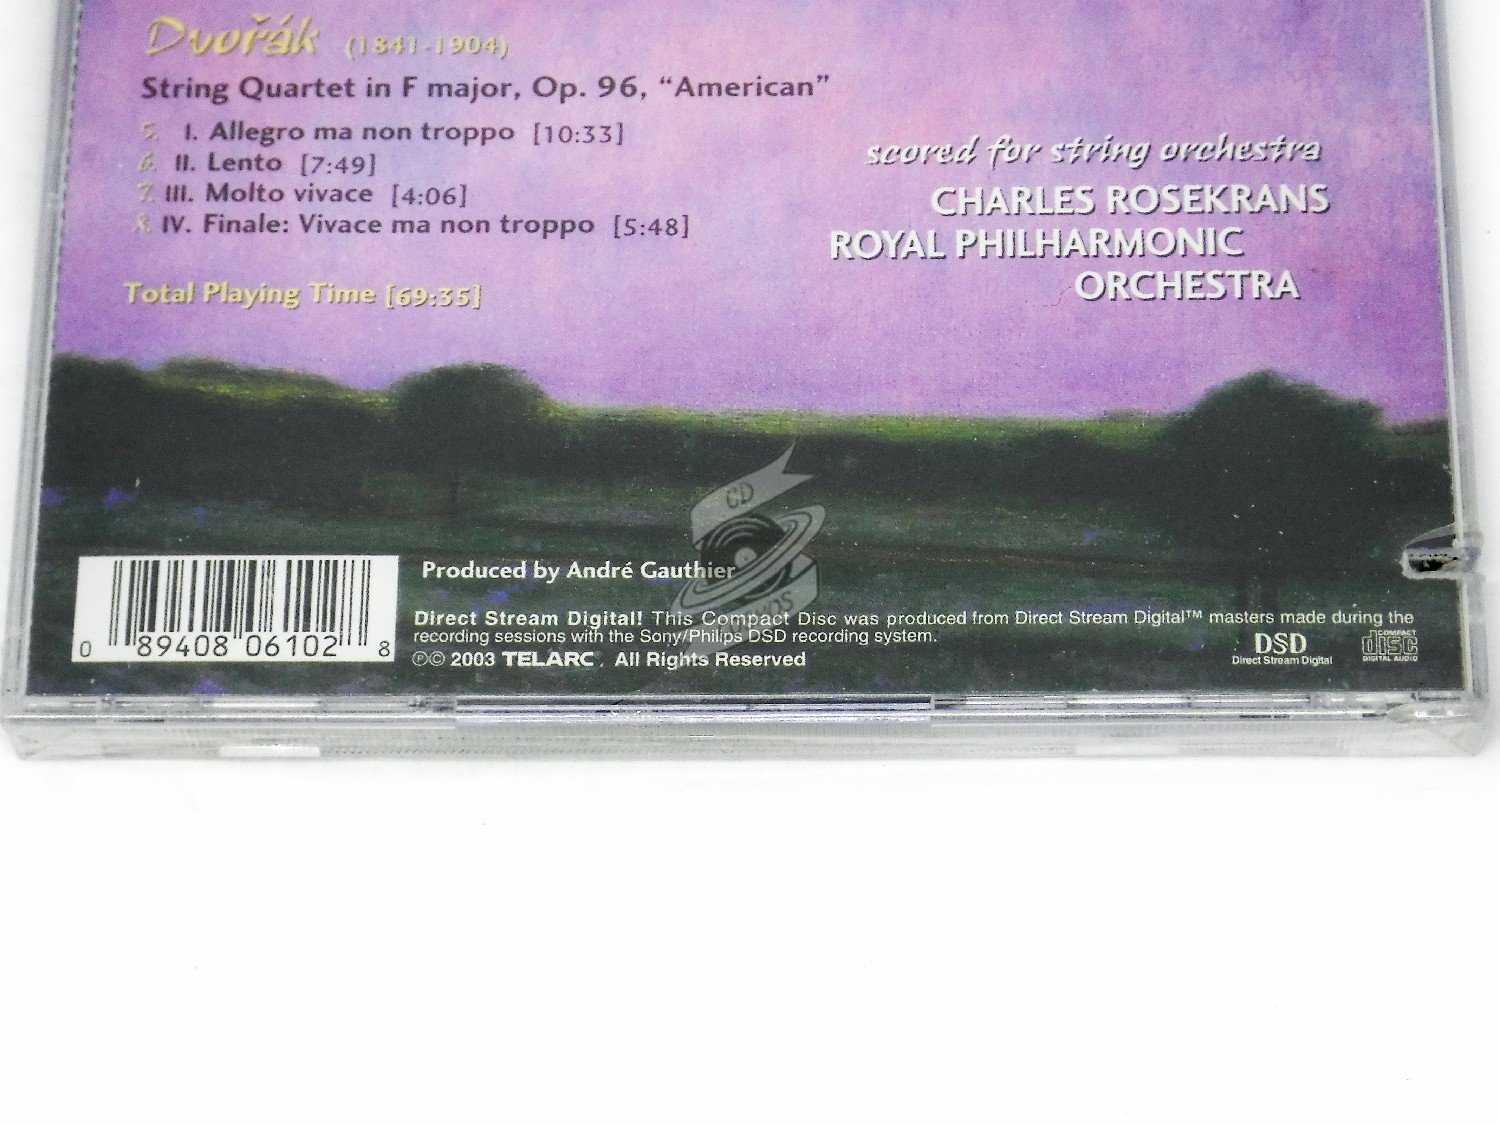 Dvořák (1841-1904)
String Quartet in F major, Op. 96, “American”
5. I. Allegro ma non troppo [10:33]
6. II. Lento [7:49]
7. III. Molto vivace [4:06]
8. IV. Finale: Vivace ma non troppo [5:48]
Total Playing Time [69:35]
scored for string orchestra
CHARLES ROSEKRANS
ROYAL PHILHARMONIC
ORCHESTRA
CD
Produced by André Gauthier
Direct Stream Digital! This Compact Disc was produced from Direct Stream Digital™ masters made during the
recording sessions with the Sony/Philips DSD recording system.
℗© 2003 TELARC. All Rights Reserved
0 89408 06102 8
DSD
Direct Stream Digital
COMPACT
disc
DIGITAL AUDIO